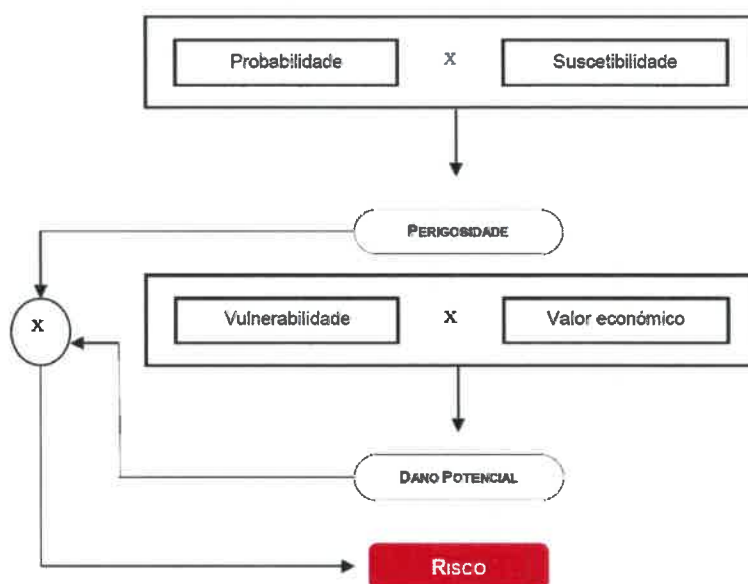 Probabilidade x Suscetibilidade
PERIGOSIDADE
Vulnerabilidade x Valor económico
x
DANO POTENCIAL
RISCO